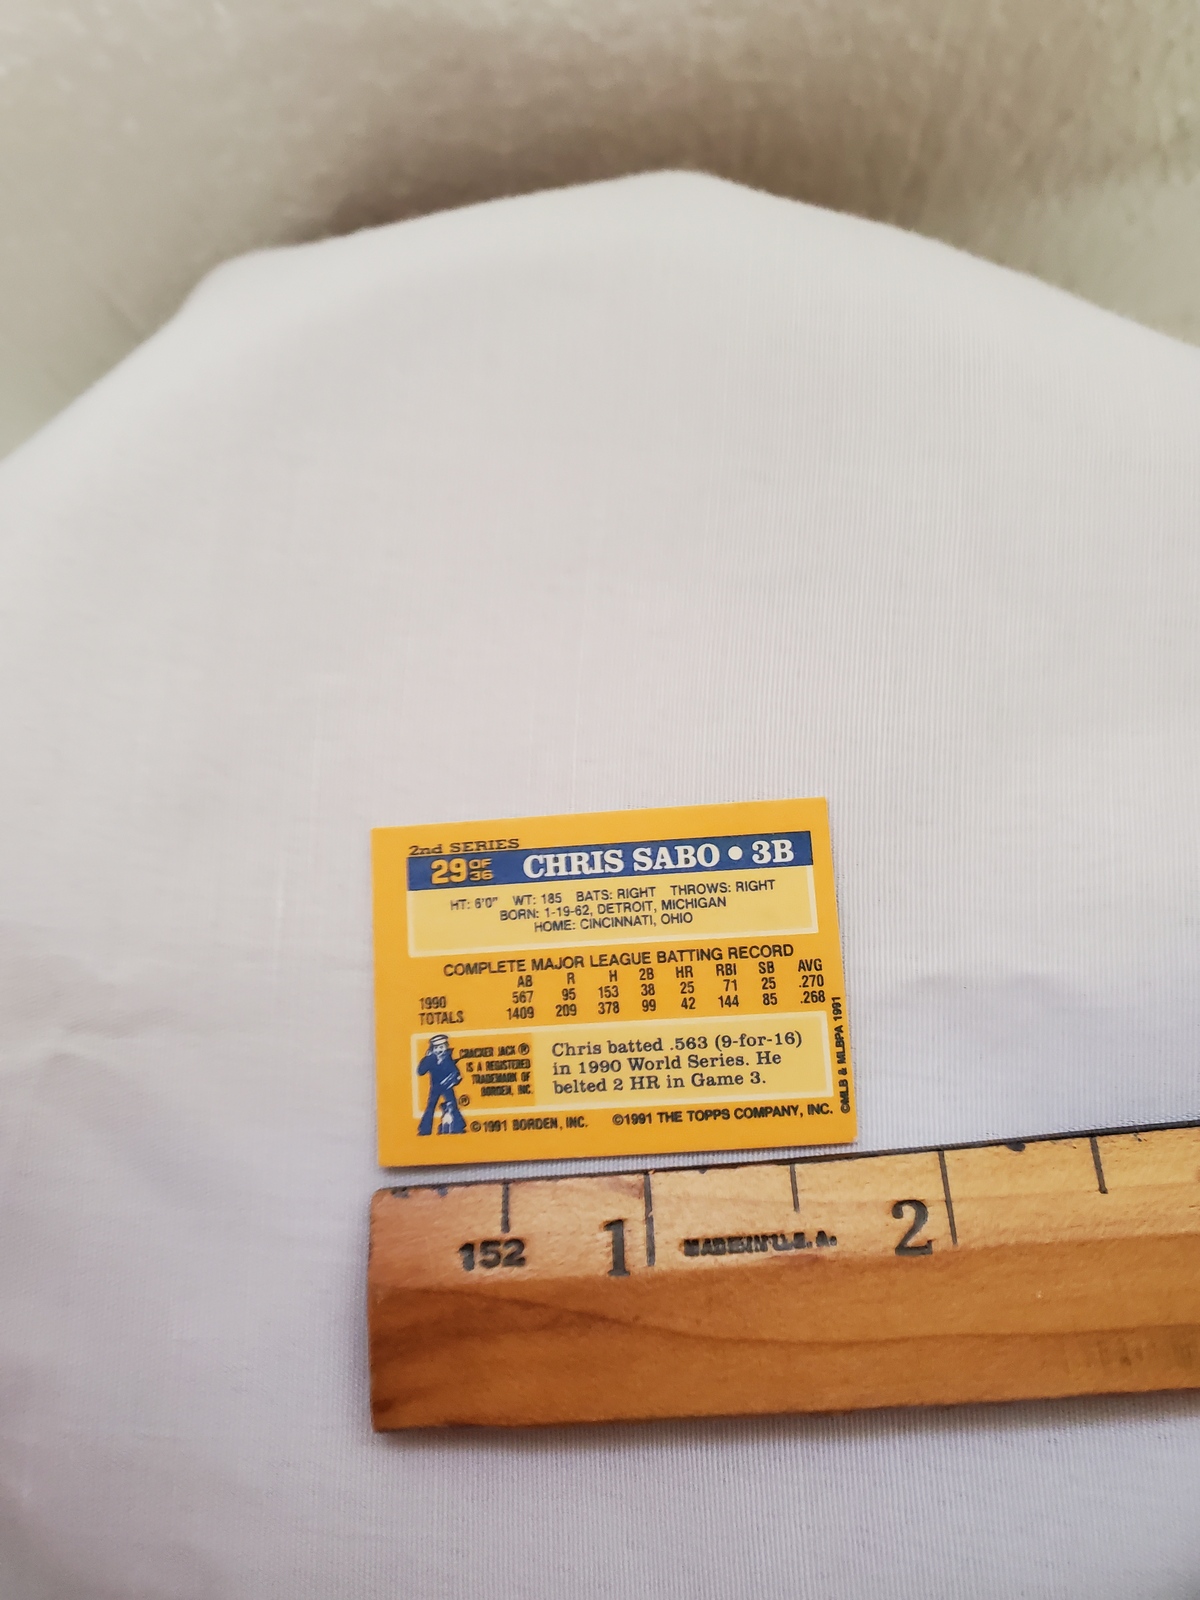 2nd SERIES
29 OF 36 CHRIS SABO • 3B
HT: 6'0" WT: 185 BATS: RIGHT THROWS: RIGHT
BORN: 1-19-62, DETROIT, MICHIGAN
HOME: CINCINNATI, OHIO
COMPLETE MAJOR LEAGUE BATTING RECORD
AB R H 2B HR RBI SB AVG
1990 567 95 153 38 25 71 25 .270
TOTALS 1409 209 378 99 42 144 85 .268
CRACKER JACK ®
IS A REGISTERED
TRADEMARK OF
BORDEN, INC.
®
Chris batted .563 (9-for-16)
in 1990 World Series. He
belted 2 HR in Game 3.
©1991 BORDEN, INC. ©1991 THE TOPPS COMPANY, INC.
©MLB & MLBPA 1991
152 1 MADE IN U.S.A. 2